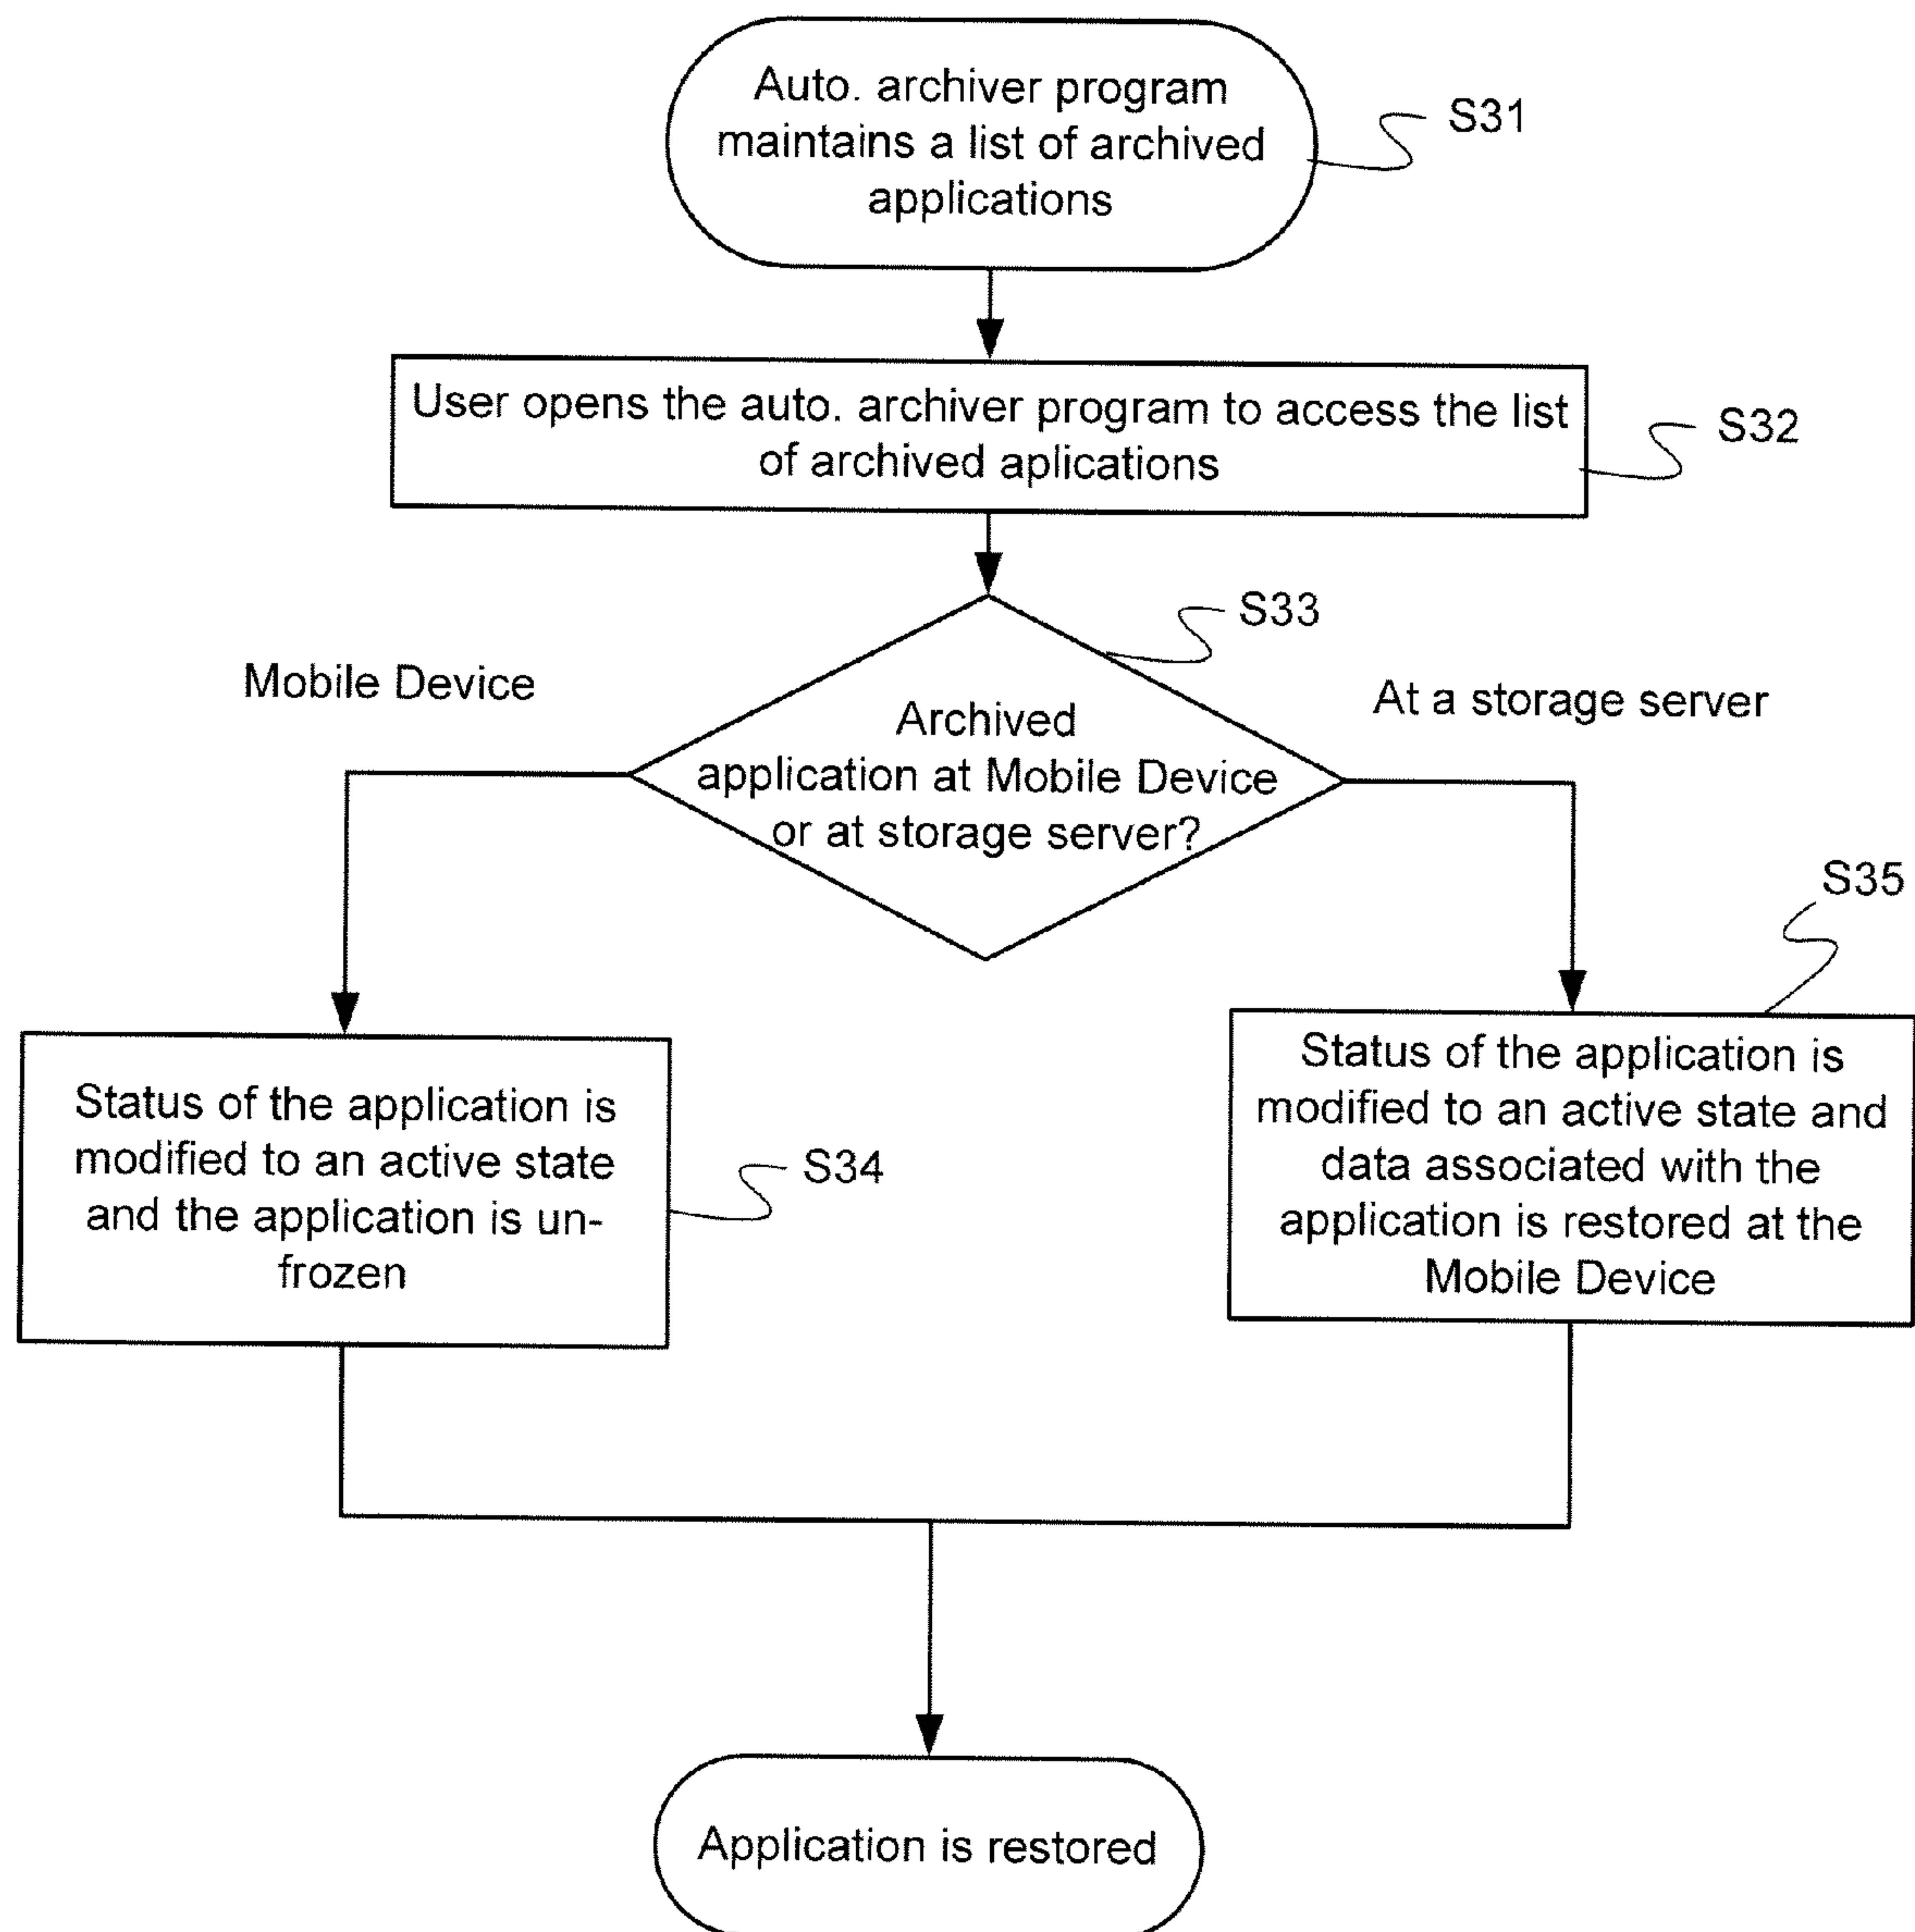 Auto. archiver program
maintains a list of archived
applications
S31
User opens the auto. archiver program to access the list
of archived aplications
S32
S33
Mobile Device
At a storage server
Archived
application at Mobile Device
or at storage server?
S35
Status of the application is
modified to an active state
and the application is un-
frozen
S34
Status of the application is
modified to an active state and
data associated with the
application is restored at the
Mobile Device
Application is restored